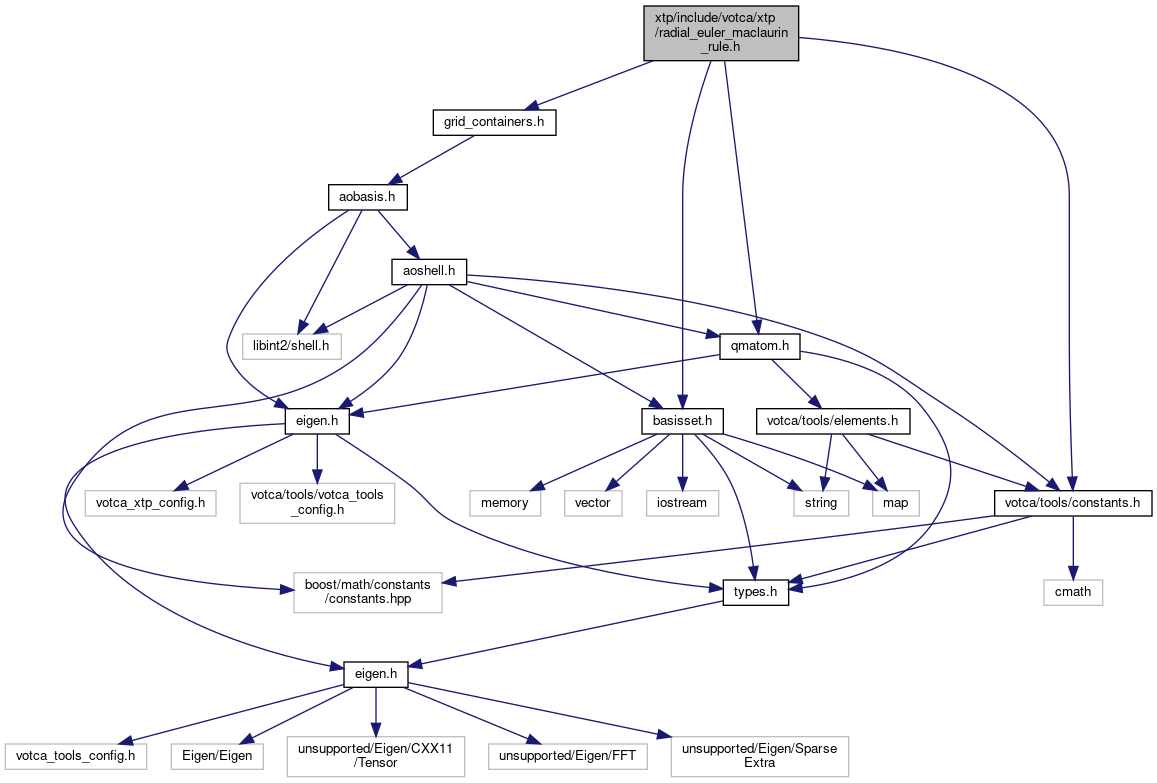 xtp/include/votca/xtp
/radial_euler_maclaurin
_rule.h
grid_containers.h
aobasis.h
aoshell.h
libint2/shell.h
qmatom.h
eigen.h
basisset.h
votca/tools/elements.h
votca_xtp_config.h
votca/tools/votca_tools
_config.h
memory
vector
iostream
string
map
votca/tools/constants.h
boost/math/constants
/constants.hpp
types.h
cmath
eigen.h
votca_tools_config.h
Eigen/Eigen
unsupported/Eigen/CXX11
/Tensor
unsupported/Eigen/FFT
unsupported/Eigen/Sparse
Extra